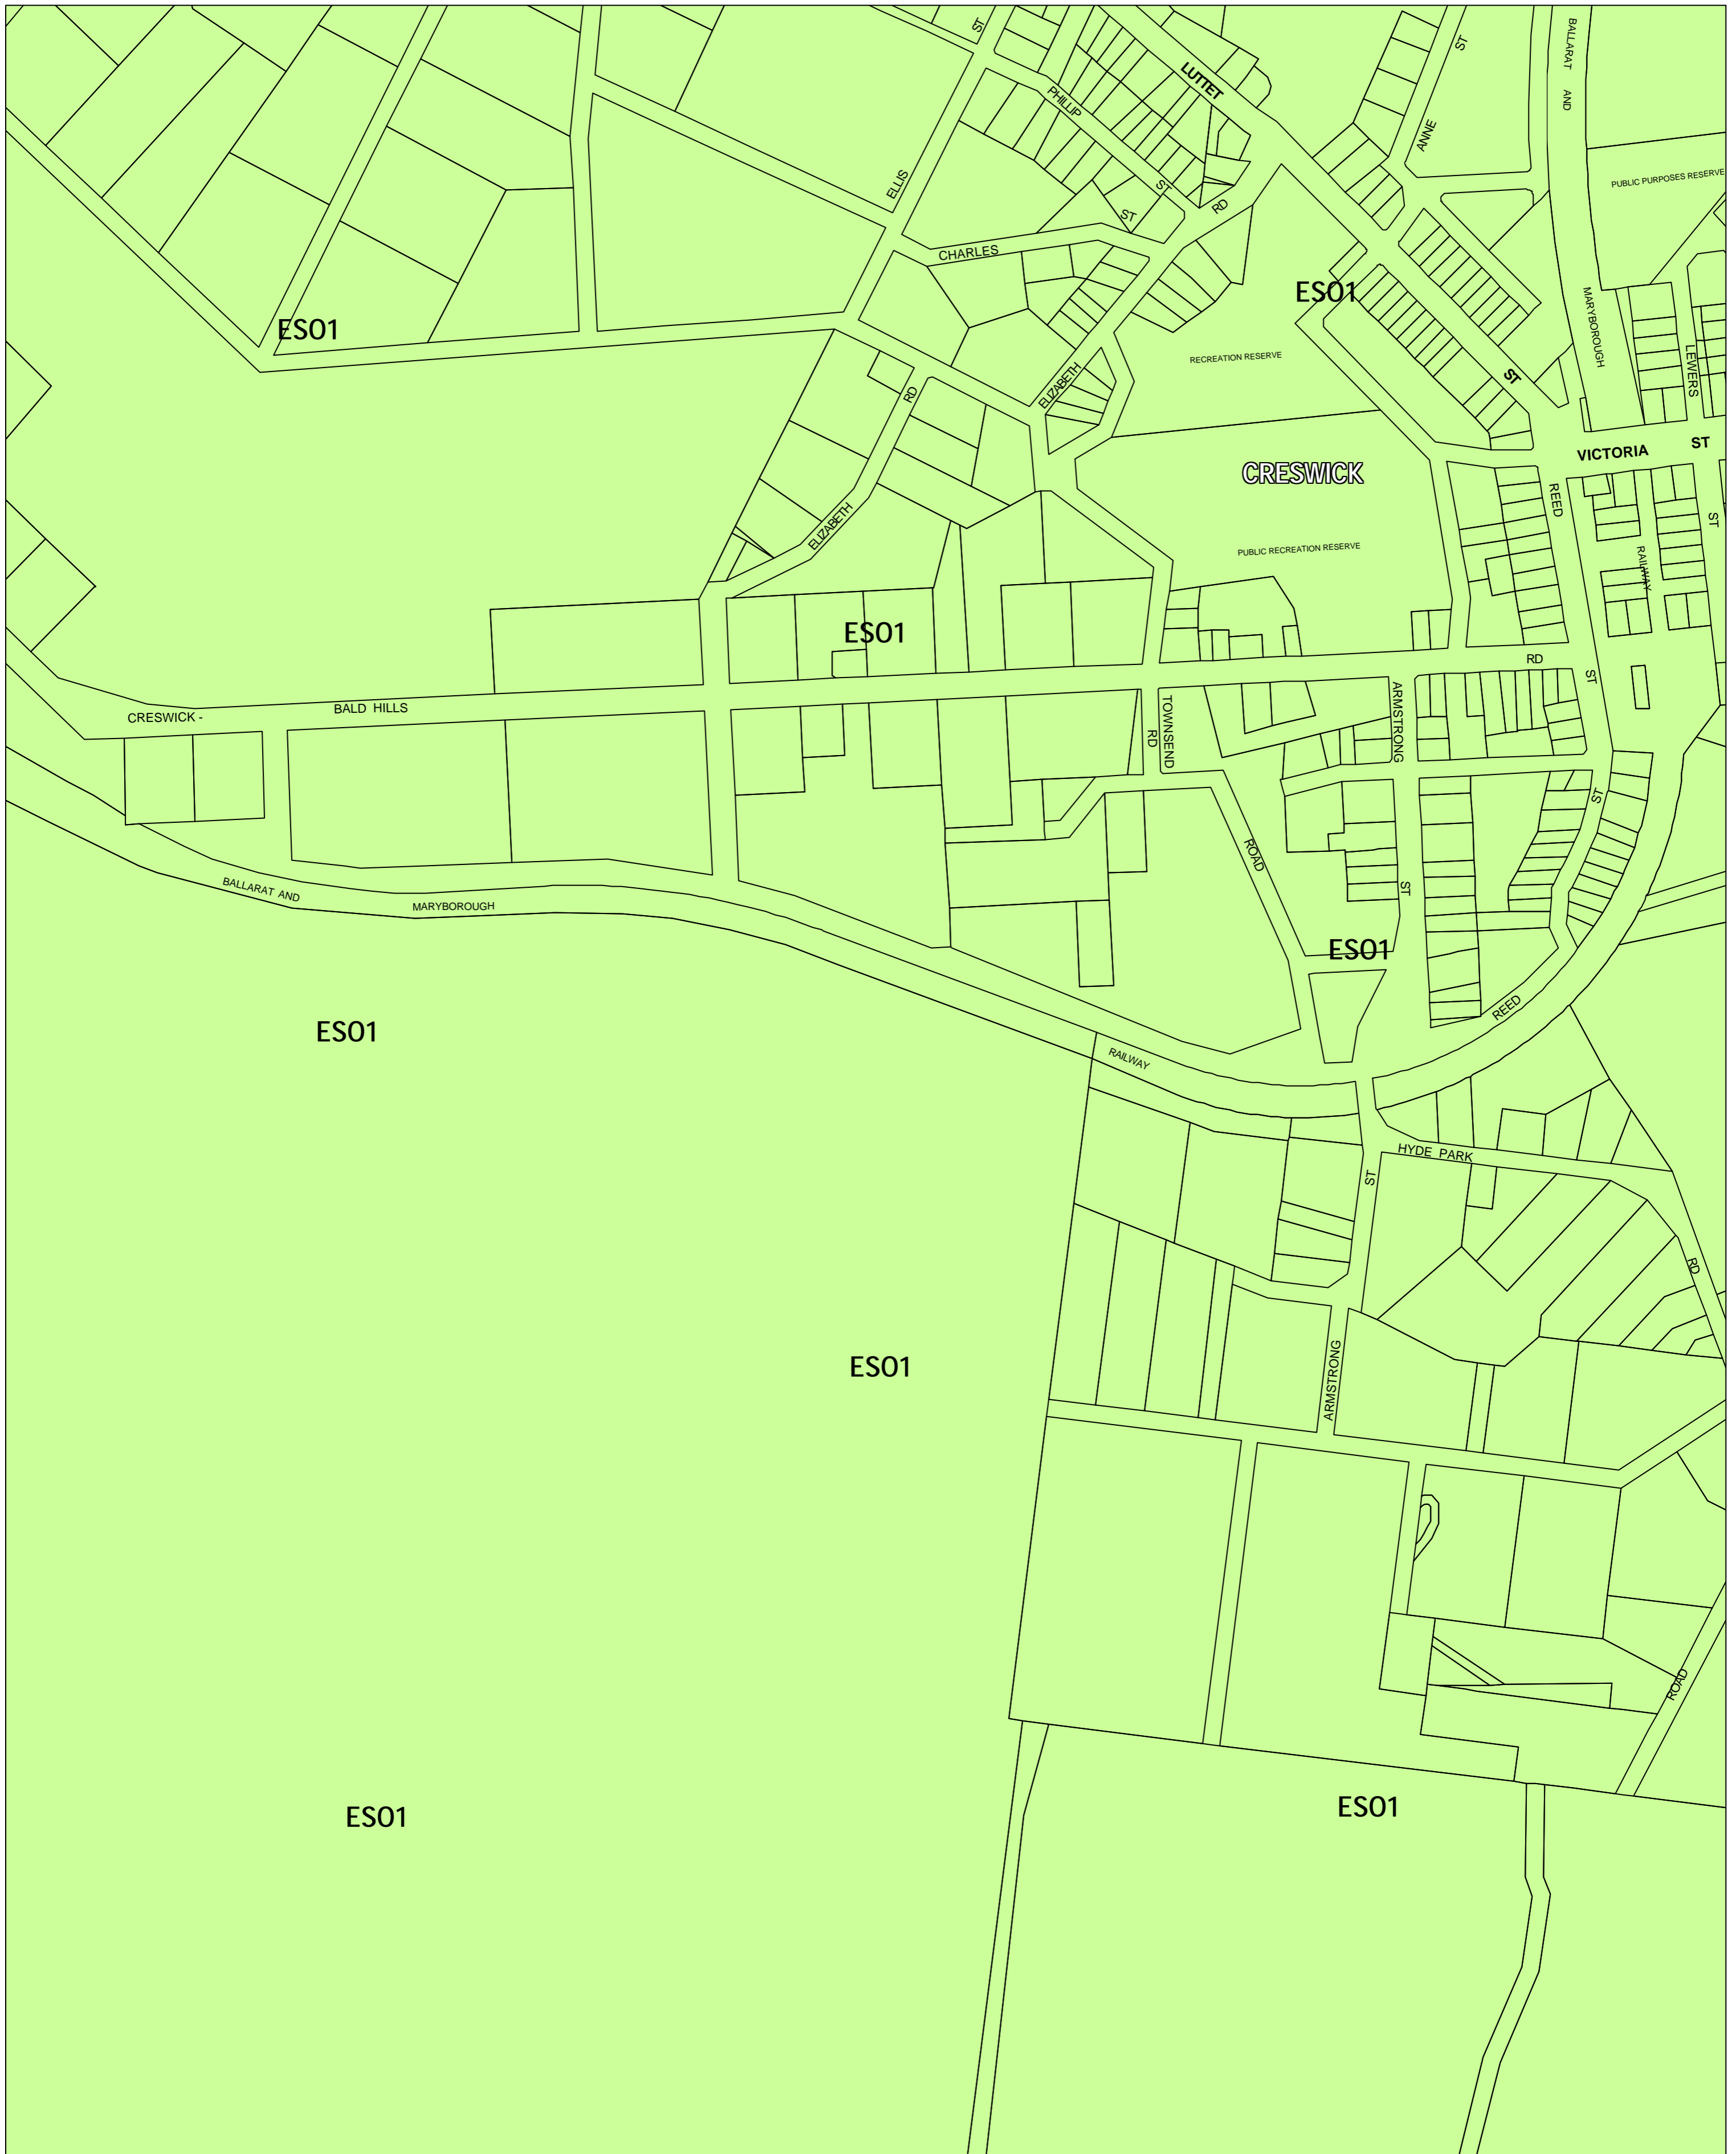 ST
LUTTET
ST
BALLARAT AND
PHILLIP
ANNE
PUBLIC PURPOSES RESERVE
ELLIS
ST
RD
ST
CHARLES
ESO1
ESO1
MARYBOROUGH
RECREATION RESERVE
LEWERS
ELIZABETH
ST
RD
VICTORIA ST
CRESWICK
REED
ST
ELIZABETH
PUBLIC RECREATION RESERVE
RAILWAY
ESO1
RD
ST
CRESWICK -
BALD HILLS
TOWNSEND
RD
ARMSTRONG
ST
ROAD
BALLARAT AND
MARYBOROUGH
ST
ESO1
REED
ESO1
RAILWAY
HYDE PARK
ST
RD
ESO1
ARMSTRONG
ROAD
ESO1
ESO1